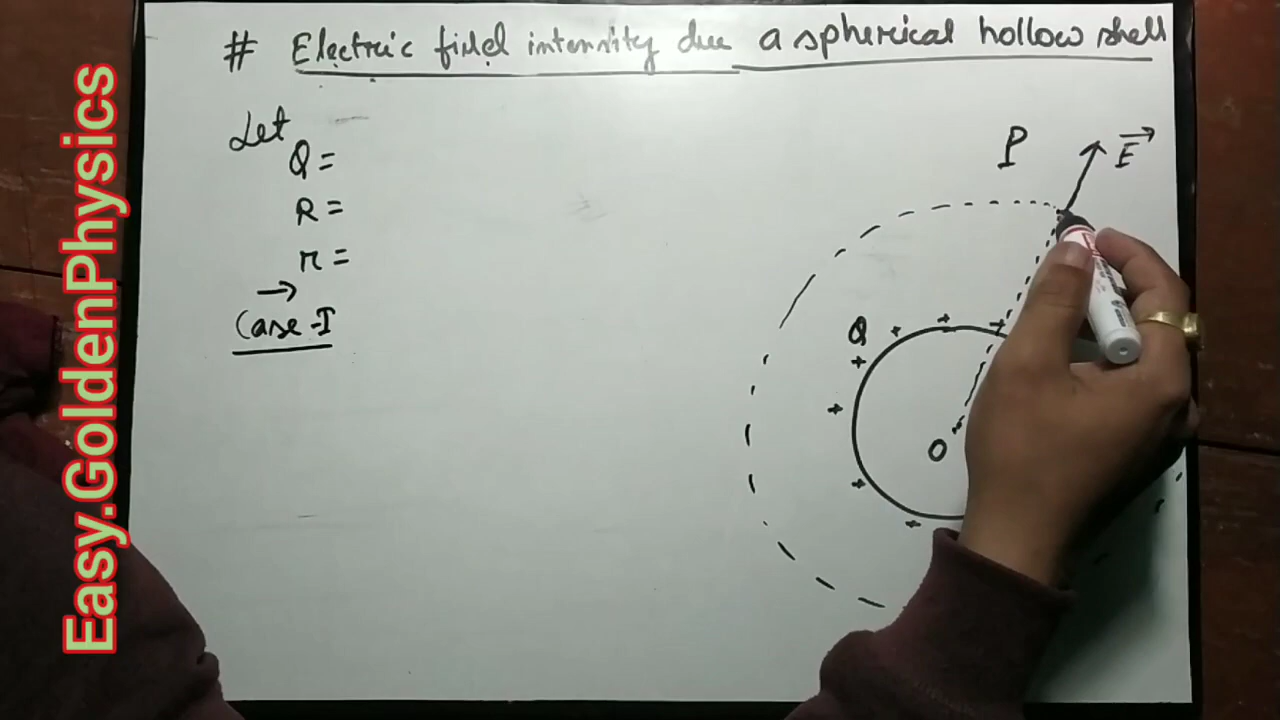 # Electric field intensity due a spherical hollow shell
Let
Q =
R =
r =
Case-I
P
E
Q
O
Easy.GoldenPhysics